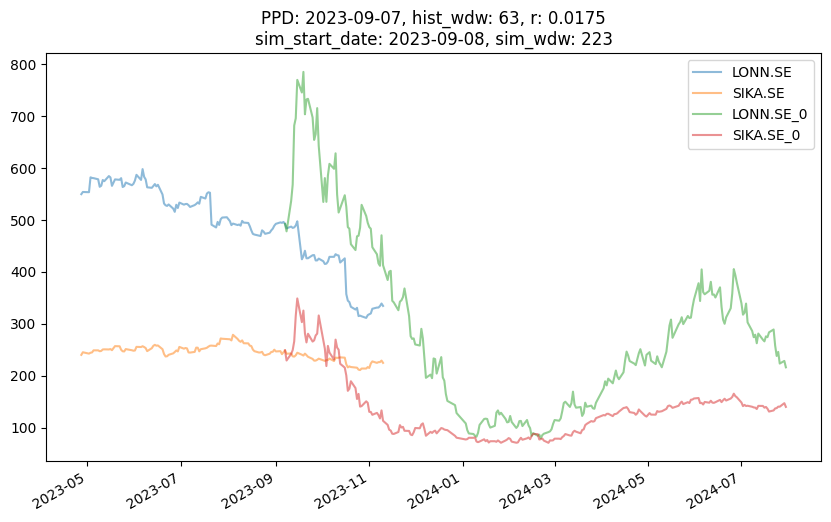 PPD: 2023-09-07, hist_wdw: 63, r: 0.0175
sim_start_date: 2023-09-08, sim_wdw: 223
LONN.SE
SIKA.SE
LONN.SE_0
SIKA.SE_0
800
700
600
500
400
300
200
100
2023-05
2023-07
2023-09
2023-11
2024-01
2024-03
2024-05
2024-07